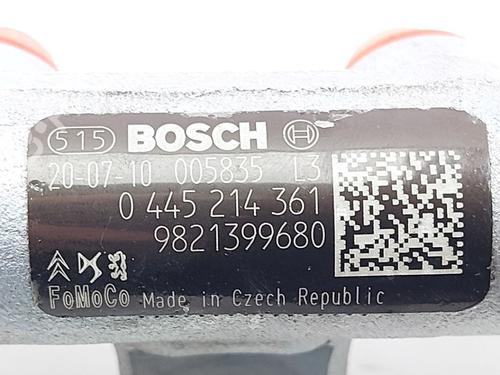 515 BOSCH
20-07-10 005835 L3
0 445 214 361
9821399680
FoMoCo Made in Czech Republic